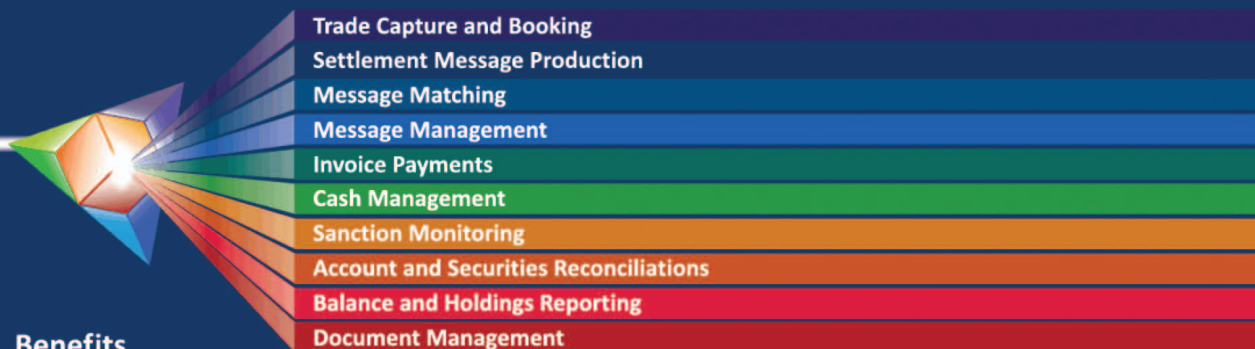 Trade Capture and Booking
Settlement Message Production
Message Matching
Message Management
Invoice Payments
Cash Management
Sanction Monitoring
Account and Securities Reconciliations
Balance and Holdings Reporting
Document Management
Benefits